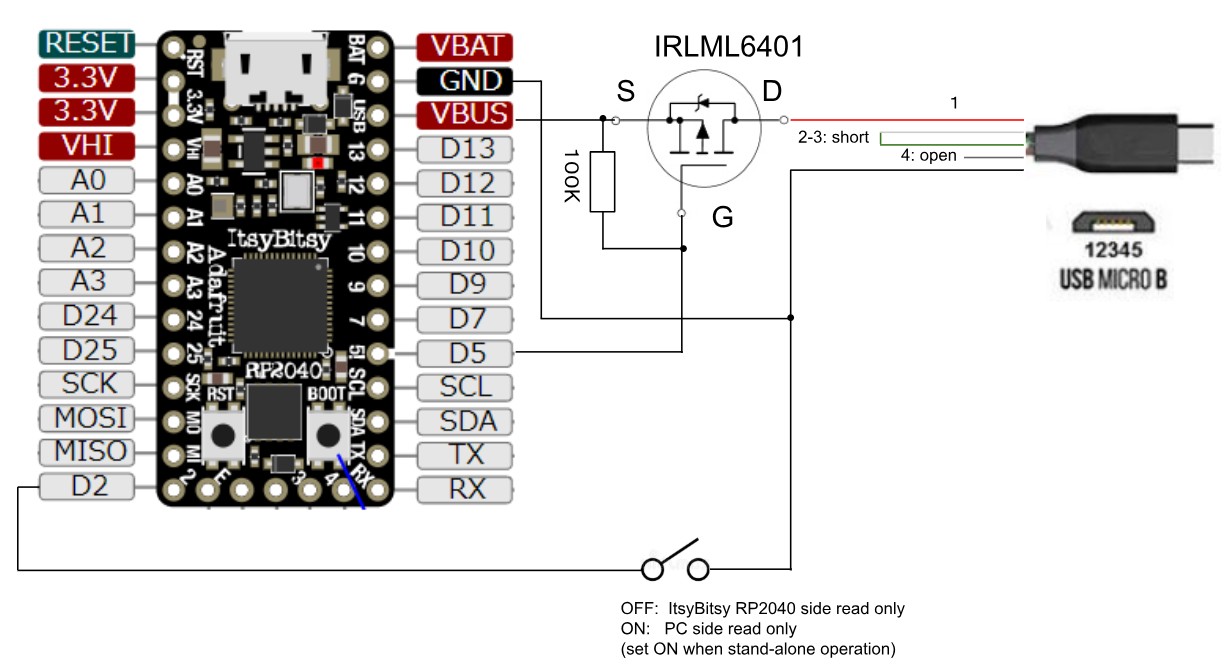 IRLML6401
RESET
3.3V
3.3V
VHI
A0
A1
A2
A3
D24
D25
SCK
MOSI
MISO
D2
RST
3.3V
VHI
A0
A1
A2
A3
24
25
SCK
MO
MI
2
E
3
4
BAT
G
USB
13
12
11
10
9
7
5!
SCL
SDA
TX
RX
ItsyBitsy
Adafruit
RP2040
RST
BOOT
VBAT
GND
VBUS
D13
D12
D11
D10
D9
D7
D5
SCL
SDA
TX
RX
S
D
G
100K
1
2-3: short
4: open
12345
USB MICRO B
OFF: ItsyBitsy RP2040 side read only
ON: PC side read only
(set ON when stand-alone operation)